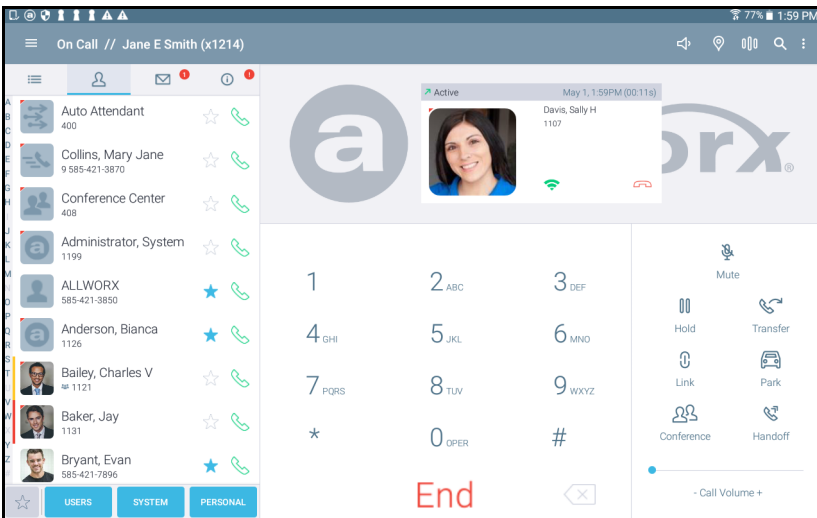 77% 1:59 PM
On Call // Jane E Smith (x1214)
1 !
A
B
C
D
E
F
G
H
I
J
K
L
M
N
O
P
Q
R
S
T
U
V
W
X
Y
Z
Auto Attendant
400
Collins, Mary Jane
9 585-421-3870
Conference Center
408
Administrator, System
1199
ALLWORX
585-421-3850
Anderson, Bianca
1126
Bailey, Charles V
1121
Baker, Jay
1131
Bryant, Evan
585-421-7896
USERS SYSTEM PERSONAL
a orx®
Active May 1, 1:59PM (00:11s)
Davis, Sally H
1107
1 2 ABC 3 DEF
4 GHI 5 JKL 6 MNO
7 PQRS 8 TUV 9 WXYZ
* 0 OPER #
End
Mute
Hold Transfer
Link Park
Conference Handoff
- Call Volume +